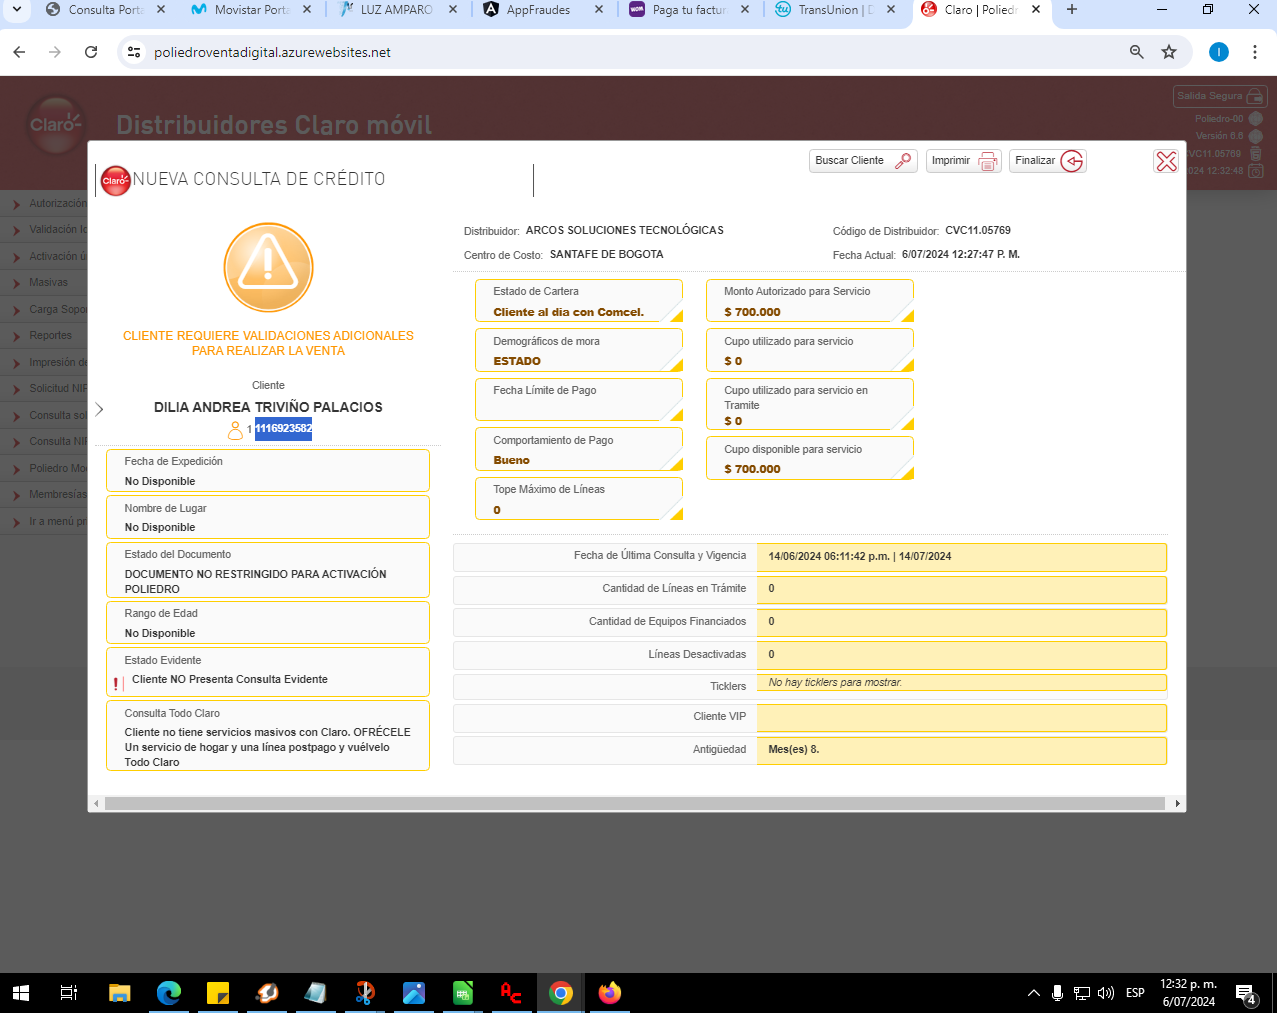 Consulta Porta
Movistar Porta
LUZ AMPARO
AppFraudes
Paga tu factur
TransUnion | D
Claro | Polied
poliedroventadigital.azurewebsites.net
I
Claro
Distribuidores Claro móvil
Salida Segura
Poliedro-00
Versión 6.6
CVC11.05769
2024 12:32:48
Autorización
Validación Id
Activación ú
Masivas
Carga Sopor
Reportes
Impresión de
Solicitud NIP
Consulta sol
Consulta NIP
Poliedro Mo
Membresías
Ir a menú pr
Claro NUEVA CONSULTA DE CRÉDITO
Buscar Cliente
Imprimir
Finalizar
CLIENTE REQUIERE VALIDACIONES ADICIONALES
PARA REALIZAR LA VENTA
Cliente
DILIA ANDREA TRIVIÑO PALACIOS
1 1116923582
Fecha de Expedición
No Disponible
Nombre de Lugar
No Disponible
Estado del Documento
DOCUMENTO NO RESTRINGIDO PARA ACTIVACIÓN
POLIEDRO
Rango de Edad
No Disponible
Estado Evidente
Cliente NO Presenta Consulta Evidente
Consulta Todo Claro
Cliente no tiene servicios masivos con Claro. OFRÉCELE
Un servicio de hogar y una línea postpago y vuélvelo
Todo Claro
Distribuidor: ARCOS SOLUCIONES TECNOLÓGICAS
Código de Distribuidor: CVC11.05769
Centro de Costo: SANTAFE DE BOGOTA
Fecha Actual: 6/07/2024 12:27:47 P. M.
Estado de Cartera
Cliente al dia con Comcel.
Demográficos de mora
ESTADO
Fecha Límite de Pago
Comportamiento de Pago
Bueno
Tope Máximo de Líneas
0
Monto Autorizado para Servicio
$ 700.000
Cupo utilizado para servicio
$ 0
Cupo utilizado para servicio en
Tramite
$ 0
Cupo disponible para servicio
$ 700.000
Fecha de Última Consulta y Vigencia 14/06/2024 06:11:42 p.m. | 14/07/2024
Cantidad de Líneas en Trámite 0
Cantidad de Equipos Financiados 0
Líneas Desactivadas 0
Ticklers No hay ticklers para mostrar.
Cliente VIP
Antigüedad Mes(es) 8.
ESP
12:32 p. m.
6/07/2024
4